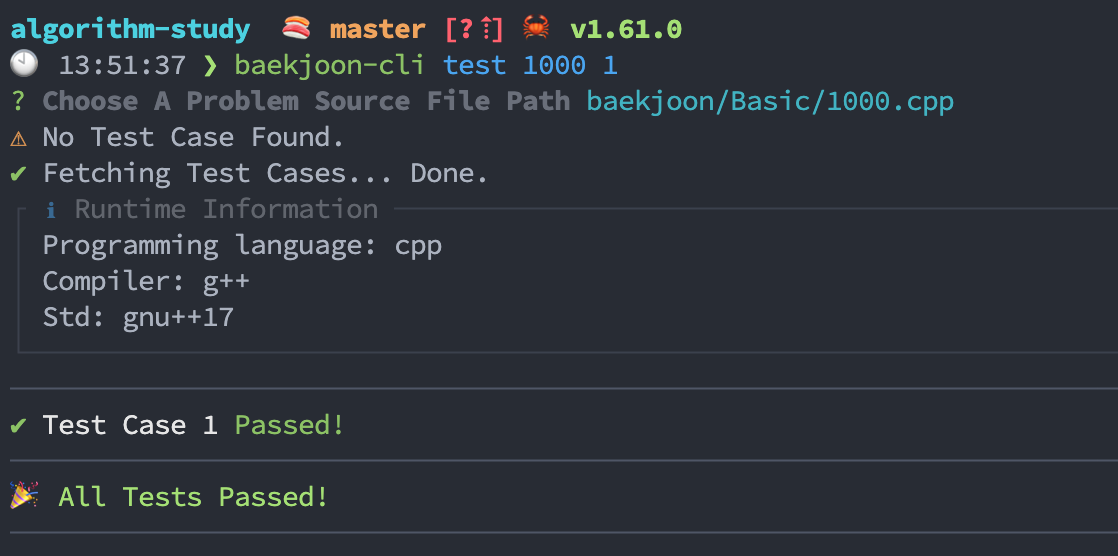 algorithm-study 🍣 master [?⇡] 🦀 v1.61.0
🕙 13:51:37 ❯ baekjoon-cli test 1000 1
? Choose A Problem Source File Path baekjoon/Basic/1000.cpp
⚠ No Test Case Found.
✔ Fetching Test Cases... Done.
ℹ Runtime Information
Programming language: cpp
Compiler: g++
Std: gnu++17
✔ Test Case 1 Passed!
🎉 All Tests Passed!